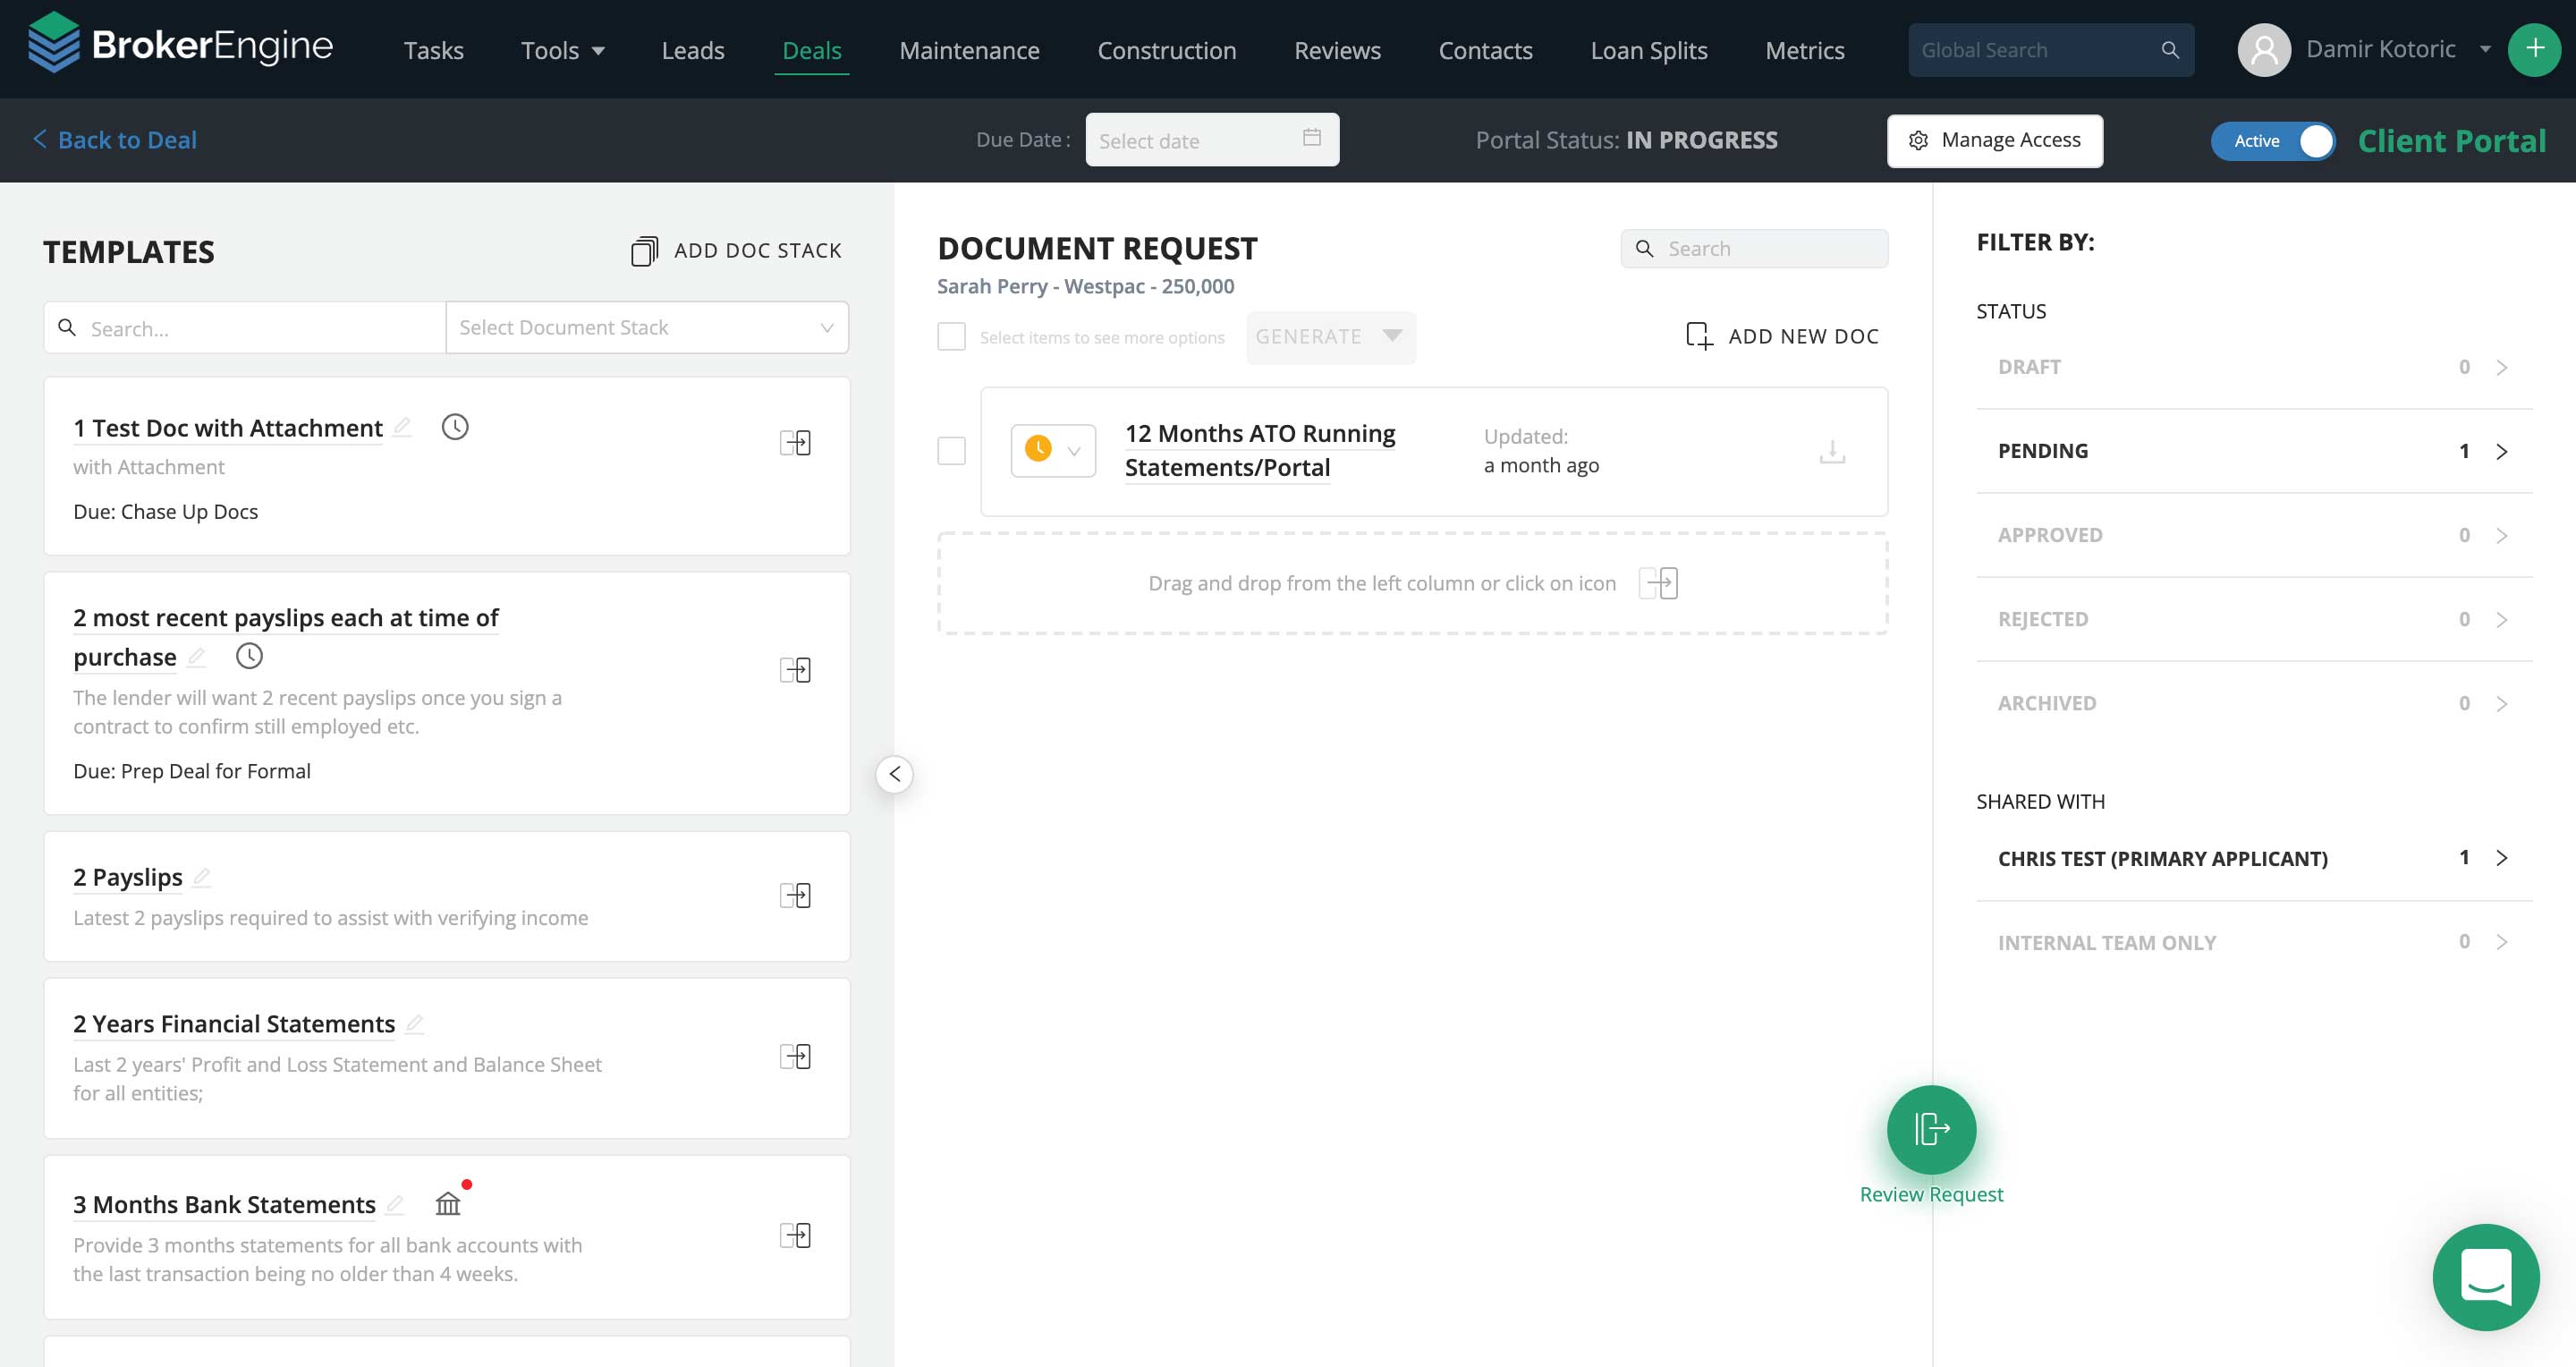 BrokerEngine
Tasks
Tools
Leads
Deals
Maintenance
Construction
Reviews
Contacts
Loan Splits
Metrics
Global Search
Damir Kotoric
Back to Deal
Due Date :
Select date
Portal Status: IN PROGRESS
Manage Access
Active
Client Portal
TEMPLATES
ADD DOC STACK
Search...
Select Document Stack
1 Test Doc with Attachment
with Attachment
Due: Chase Up Docs
2 most recent payslips each at time of
purchase
The lender will want 2 recent payslips once you sign a
contract to confirm still employed etc.
Due: Prep Deal for Formal
2 Payslips
Latest 2 payslips required to assist with verifying income
2 Years Financial Statements
Last 2 years' Profit and Loss Statement and Balance Sheet
for all entities;
3 Months Bank Statements
Provide 3 months statements for all bank accounts with
the last transaction being no older than 4 weeks.
DOCUMENT REQUEST
Search
Sarah Perry - Westpac - 250,000
Select items to see more options
GENERATE
ADD NEW DOC
12 Months ATO Running
Statements/Portal
Updated:
a month ago
Drag and drop from the left column or click on icon
Review Request
FILTER BY:
STATUS
DRAFT 0
PENDING 1
APPROVED 0
REJECTED 0
ARCHIVED 0
SHARED WITH
CHRIS TEST (PRIMARY APPLICANT) 1
INTERNAL TEAM ONLY 0